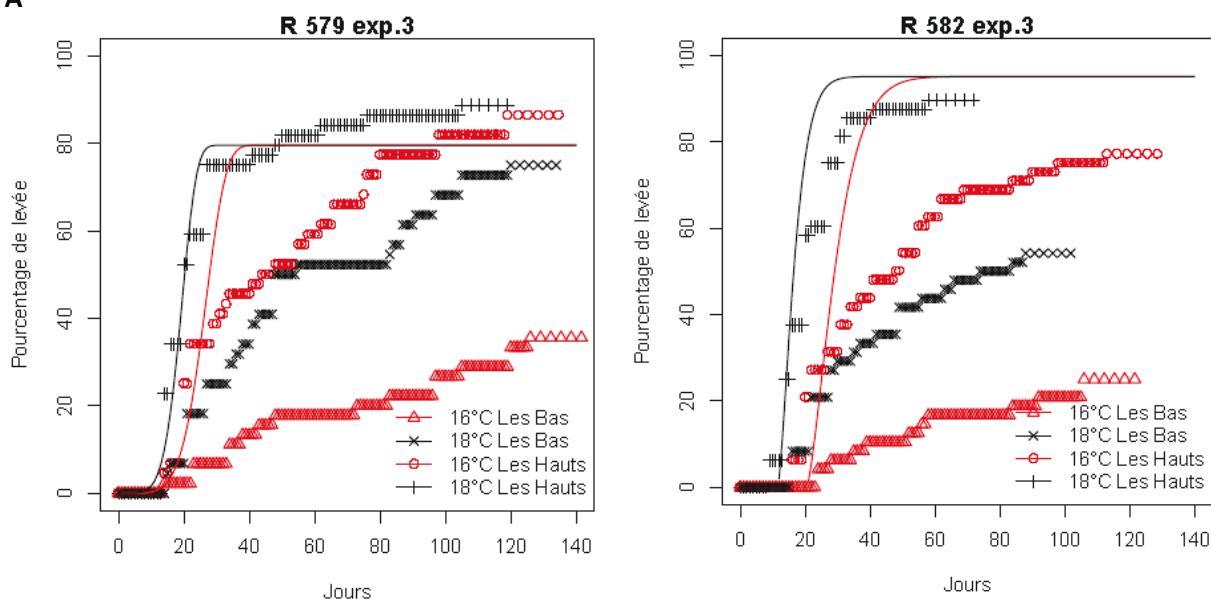 A
R 579 exp.3
Pourcentage de levée
100
80
60
40
20
0
0 20 40 60 80 100 120 140
Jours
16°C Les Bas
18°C Les Bas
16°C Les Hauts
18°C Les Hauts
R 582 exp.3
Pourcentage de levée
100
80
60
40
20
0
0 20 40 60 80 100 120 140
Jours
16°C Les Bas
18°C Les Bas
16°C Les Hauts
18°C Les Hauts